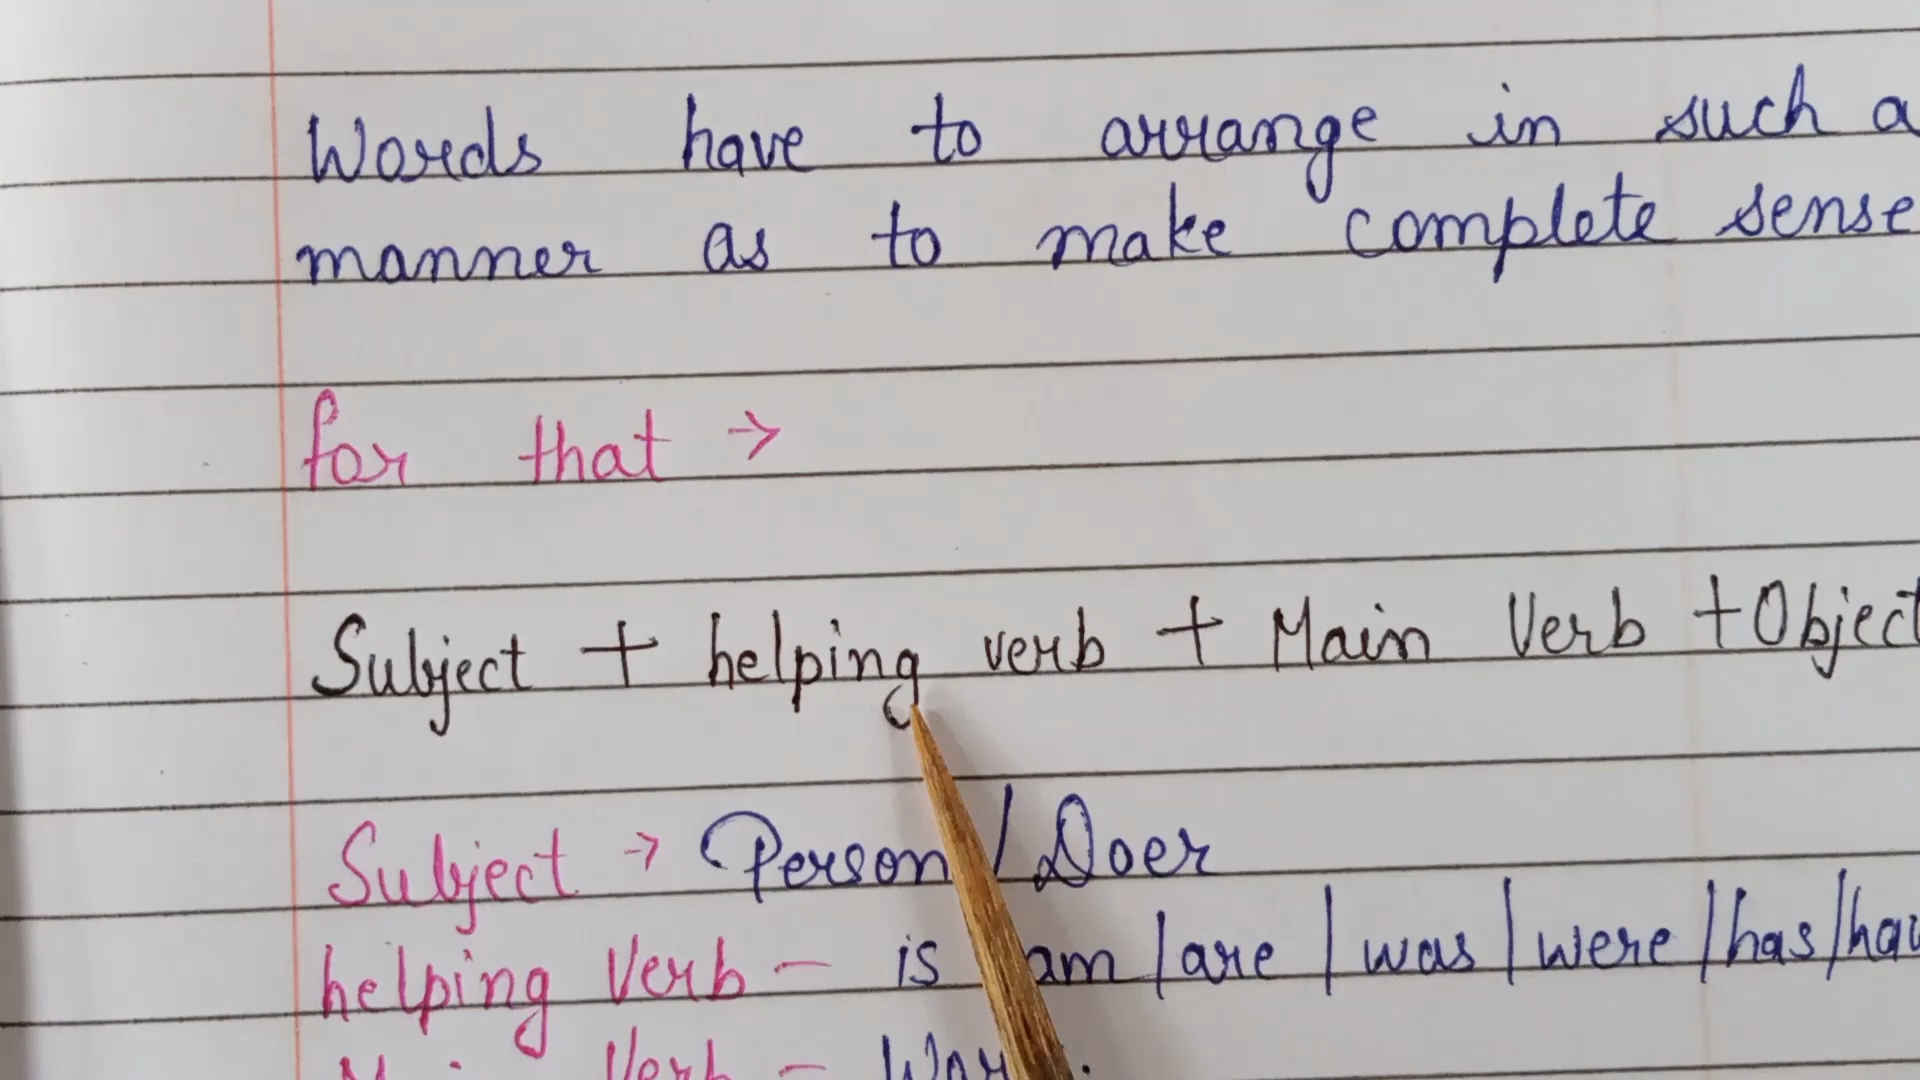 Words have to arrange in such a
manner as to make complete sense
for that →
Subject + helping verb + Main Verb + Object
Subject → Person / Doer
helping Verb - is am / are / was / were / has /
Verb -